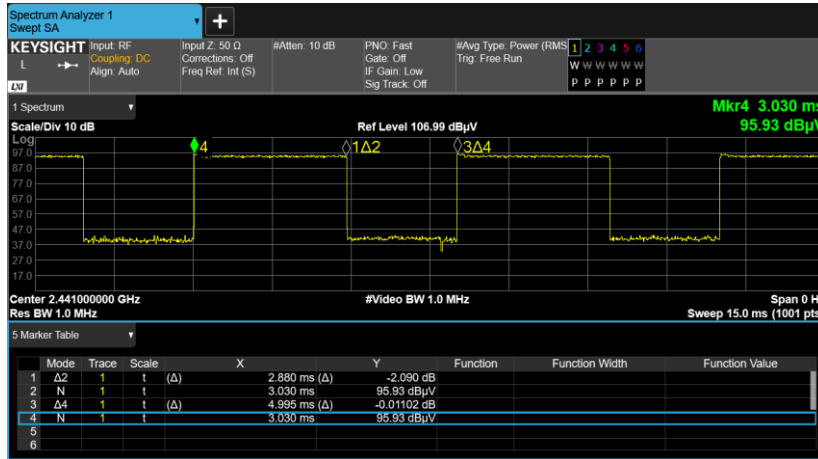 Spectrum Analyzer 1
Swept SA
+
KEYSIGHT Input: RF Input Z: 50 Ω #Atten: 10 dB PNO: Fast #Avg Type: Power (RMS 1 2 3 4 5 6
L Coupling: DC Corrections: Off Gate: Off Trig: Free Run W W W W W W
Align: Auto Freq Ref: Int (S) IF Gain: Low P P P P P P
LXI Sig Track: Off
1 Spectrum Mkr4 3.030 ms
Scale/Div 10 dB Ref Level 106.99 dBµV 95.93 dBµV
Log
4 1Δ2 3Δ4
97.0
87.0
77.0
67.0
57.0
47.0
37.0
27.0
17.0
Center 2.441000000 GHz #Video BW 1.0 MHz Span 0 H
Res BW 1.0 MHz Sweep 15.0 ms (1001 pts
5 Marker Table
Mode Trace Scale X Y Function Function Width Function Value
1 Δ2 1 t (Δ) 2.880 ms (Δ) -2.090 dB
2 N 1 t 3.030 ms 95.93 dBµV
3 Δ4 1 t (Δ) 4.995 ms (Δ) -0.01102 dB
4 N 1 t 3.030 ms 95.93 dBµV
5
6